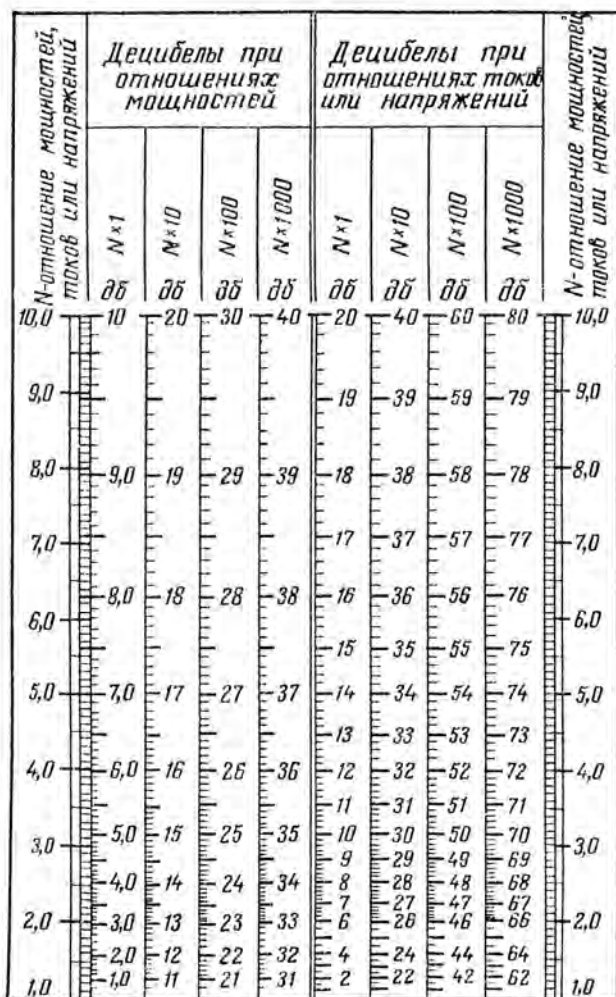 N-отношение мощностей,
токов или напряжений
Децибелы при
отношениях
мощностей
Децибелы при
отношениях токов
или напряжений
N-отношение мощностей,
токов или напряжений
N×1 N×10 N×100 N×1000 N×1 N×10 N×100 N×1000
дб дб дб дб дб дб дб дб
10,0 10 20 30 40 20 40 60 80 10,0
9,0 19 39 59 79 9,0
8,0 9,0 19 29 39 18 38 58 78 8,0
7,0 17 37 57 77 7,0
8,0 18 28 38 16 36 56 76
6,0 6,0
15 35 55 75
5,0 7,0 17 27 37 14 34 54 74 5,0
13 33 53 73
4,0 6,0 16 26 36 12 32 52 72 4,0
11 31 51 71
5,0 15 25 35 10 30 50 70
3,0 3,0
9 29 49 69
4,0 14 24 34 8 28 48 68
7 27 47 67
2,0 3,0 13 23 33 6 26 46 66 2,0
2,0 12 22 32 4 24 44 64
1,0 11 21 31 2 22 42 62
1,0 1,0